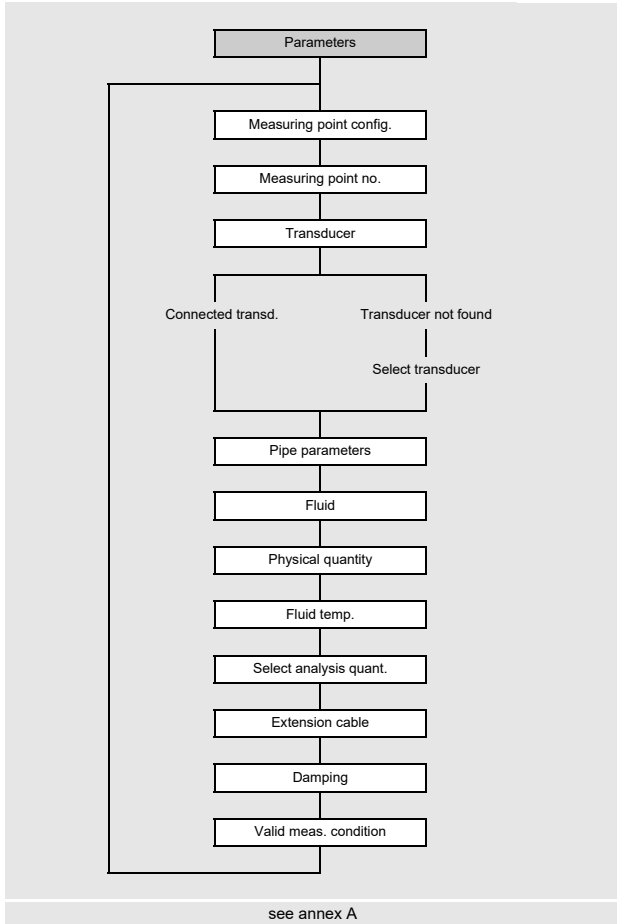 Parameters
Measuring point config.
Measuring point no.
Transducer
Connected transd.
Transducer not found
Select transducer
Pipe parameters
Fluid
Physical quantity
Fluid temp.
Select analysis quant.
Extension cable
Damping
Valid meas. condition
see annex A